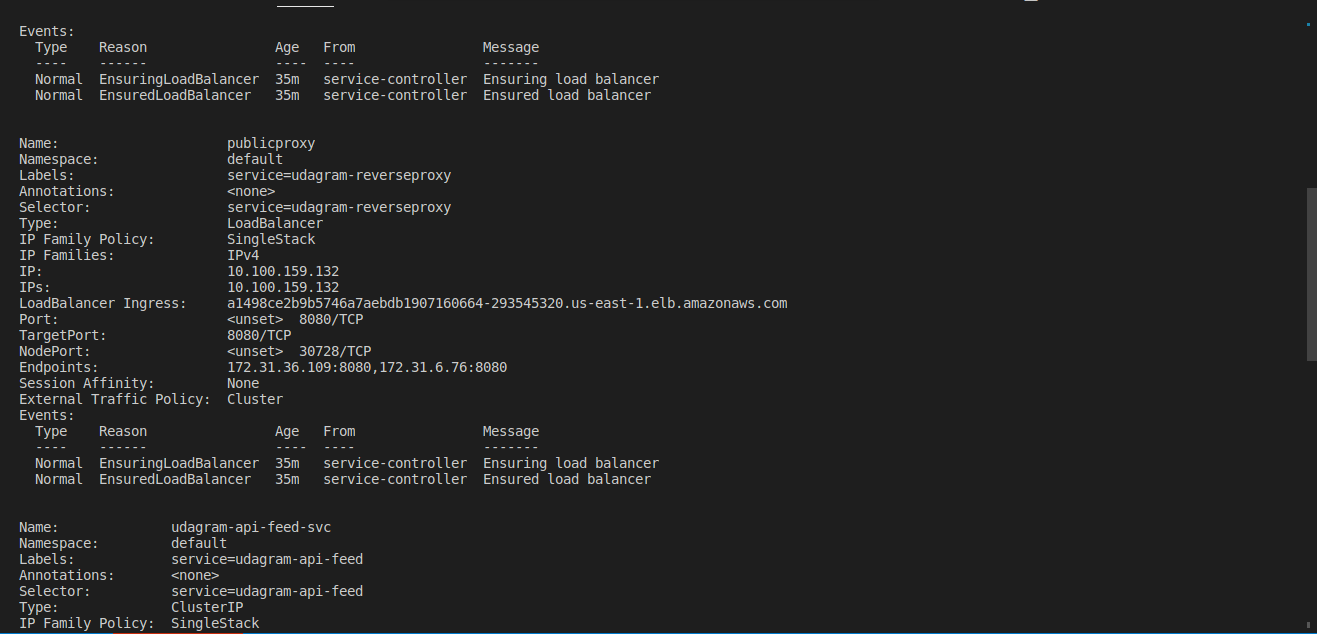 Events:
  Type    Reason                Age   From                Message
  ----    ------                ----  ----                -------
  Normal  EnsuringLoadBalancer  35m   service-controller  Ensuring load balancer
  Normal  EnsuredLoadBalancer   35m   service-controller  Ensured load balancer
Name:                     publicproxy
Namespace:                default
Labels:                   service=udagram-reverseproxy
Annotations:              <none>
Selector:                 service=udagram-reverseproxy
Type:                     LoadBalancer
IP Family Policy:         SingleStack
IP Families:              IPv4
IP:                       10.100.159.132
IPs:                      10.100.159.132
LoadBalancer Ingress:     a1498ce2b9b5746a7aebdb1907160664-293545320.us-east-1.elb.amazonaws.com
Port:                     <unset>  8080/TCP
TargetPort:               8080/TCP
NodePort:                 <unset>  30728/TCP
Endpoints:                172.31.36.109:8080,172.31.6.76:8080
Session Affinity:         None
External Traffic Policy:  Cluster
Events:
  Type    Reason                Age   From                Message
  ----    ------                ----  ----                -------
  Normal  EnsuringLoadBalancer  35m   service-controller  Ensuring load balancer
  Normal  EnsuredLoadBalancer   35m   service-controller  Ensured load balancer
Name:              udagram-api-feed-svc
Namespace:         default
Labels:            service=udagram-api-feed
Annotations:       <none>
Selector:          service=udagram-api-feed
Type:              ClusterIP
IP Family Policy:  SingleStack